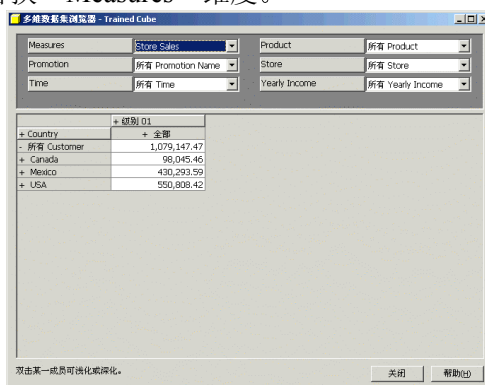 换“Measures”维度。
多维数据集浏览器 - Trained Cube
Measures Store Sales Product 所有 Product
Promotion 所有 Promotion Name Store 所有 Store
Time 所有 Time Yearly Income 所有 Yearly Income
+ 级别 01
+ Country + 全部
- 所有 Customer 1,079,147.47
+ Canada 98,045.46
+ Mexico 430,293.59
+ USA 550,808.42
双击某一成员可浅化或深化。 关闭 帮助(H)